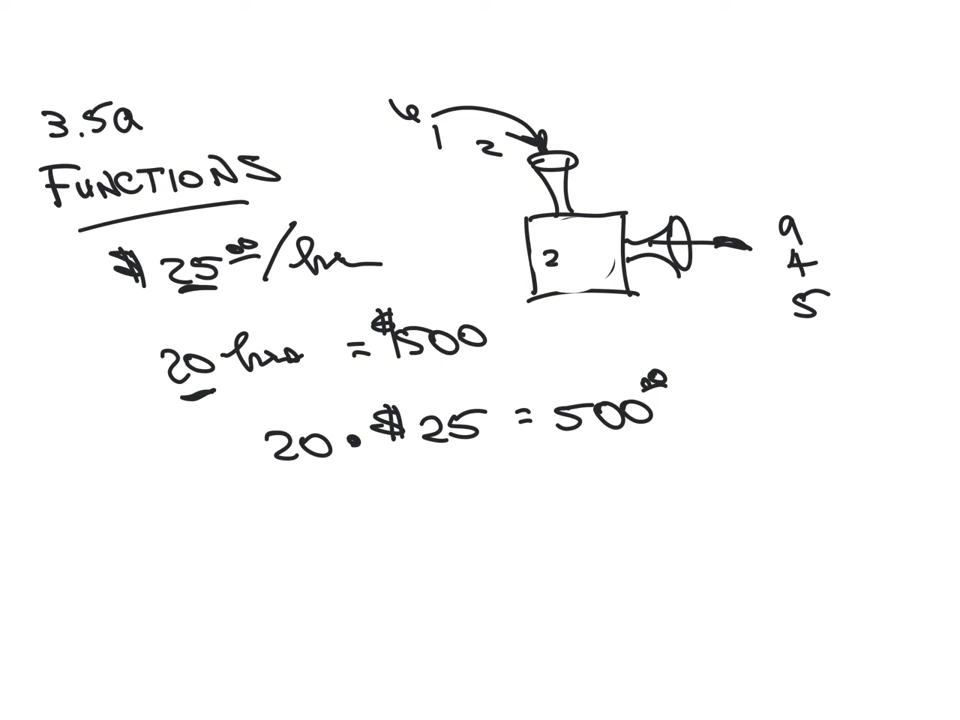 3.5a
FUNCTIONS
$ 25.00/hr
20 hrs = $500
20 · $ 25 = 500.00
6 1 2
2
9
4
5